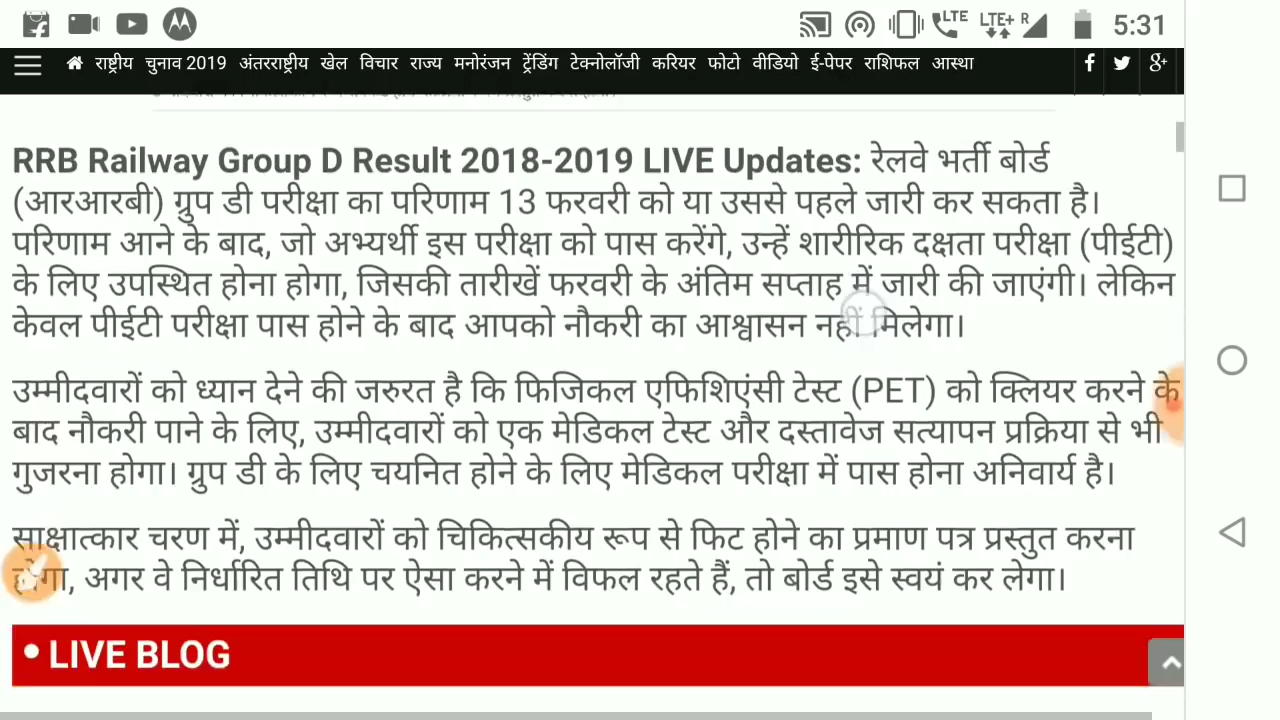 LTE LTE+ R 5:31
राष्ट्रीय चुनाव 2019 अंतरराष्ट्रीय खेल विचार राज्य मनोरंजन ट्रेंडिंग टेक्नोलॉजी करियर फोटो वीडियो ई-पेपर राशिफल आस्था
RRB Railway Group D Result 2018-2019 LIVE Updates: रेलवे भर्ती बोर्ड
(आरआरबी) ग्रुप डी परीक्षा का परिणाम 13 फरवरी को या उससे पहले जारी कर सकता है।
परिणाम आने के बाद, जो अभ्यर्थी इस परीक्षा को पास करेंगे, उन्हें शारीरिक दक्षता परीक्षा (पीईटी)
के लिए उपस्थित होना होगा, जिसकी तारीखें फरवरी के अंतिम सप्ताह में जारी की जाएंगी। लेकिन
केवल पीईटी परीक्षा पास होने के बाद आपको नौकरी का आश्वासन नहीं मिलेगा।
उम्मीदवारों को ध्यान देने की जरुरत है कि फिजिकल एफिशिएंसी टेस्ट (PET) को क्लियर करने के
बाद नौकरी पाने के लिए, उम्मीदवारों को एक मेडिकल टेस्ट और दस्तावेज सत्यापन प्रक्रिया से भी
गुजरना होगा। ग्रुप डी के लिए चयनित होने के लिए मेडिकल परीक्षा में पास होना अनिवार्य है।
साक्षात्कार चरण में, उम्मीदवारों को चिकित्सकीय रूप से फिट होने का प्रमाण पत्र प्रस्तुत करना
होगा, अगर वे निर्धारित तिथि पर ऐसा करने में विफल रहते हैं, तो बोर्ड इसे स्वयं कर लेगा।
• LIVE BLOG